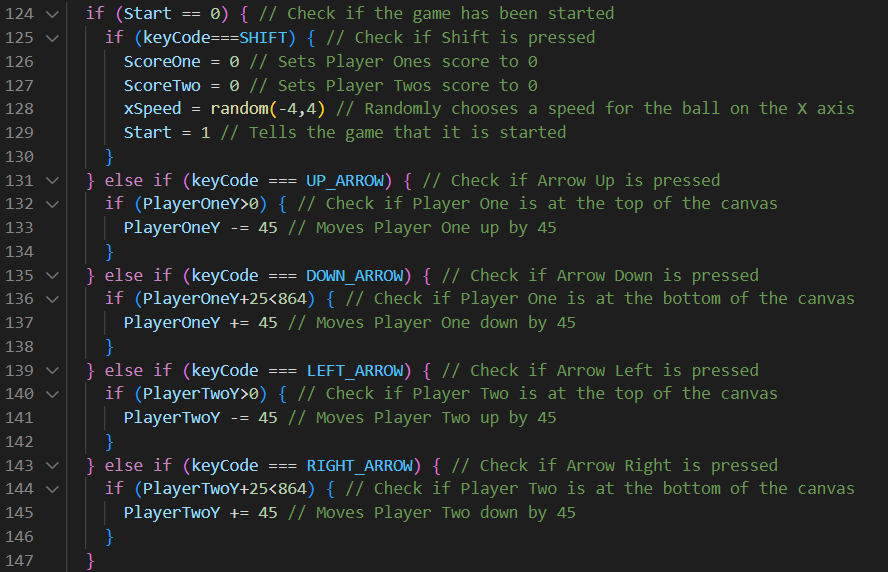 124 if (Start == 0) { // Check if the game has been started
125 if (keyCode===SHIFT) { // Check if Shift is pressed
126 ScoreOne = 0 // Sets Player Ones score to 0
127 ScoreTwo = 0 // Sets Player Twos score to 0
128 xSpeed = random(-4,4) // Randomly chooses a speed for the ball on the X axis
129 Start = 1 // Tells the game that it is started
130 }
131 } else if (keyCode === UP_ARROW) { // Check if Arrow Up is pressed
132 if (PlayerOneY>0) { // Check if Player One is at the top of the canvas
133 PlayerOneY -= 45 // Moves Player One up by 45
134 }
135 } else if (keyCode === DOWN_ARROW) { // Check if Arrow Down is pressed
136 if (PlayerOneY+25<864) { // Check if Player One is at the bottom of the canvas
137 PlayerOneY += 45 // Moves Player One down by 45
138 }
139 } else if (keyCode === LEFT_ARROW) { // Check if Arrow Left is pressed
140 if (PlayerTwoY>0) { // Check if Player Two is at the top of the canvas
141 PlayerTwoY -= 45 // Moves Player Two up by 45
142 }
143 } else if (keyCode === RIGHT_ARROW) { // Check if Arrow Right is pressed
144 if (PlayerTwoY+25<864) { // Check if Player Two is at the bottom of the canvas
145 PlayerTwoY += 45 // Moves Player Two down by 45
146 }
147 }